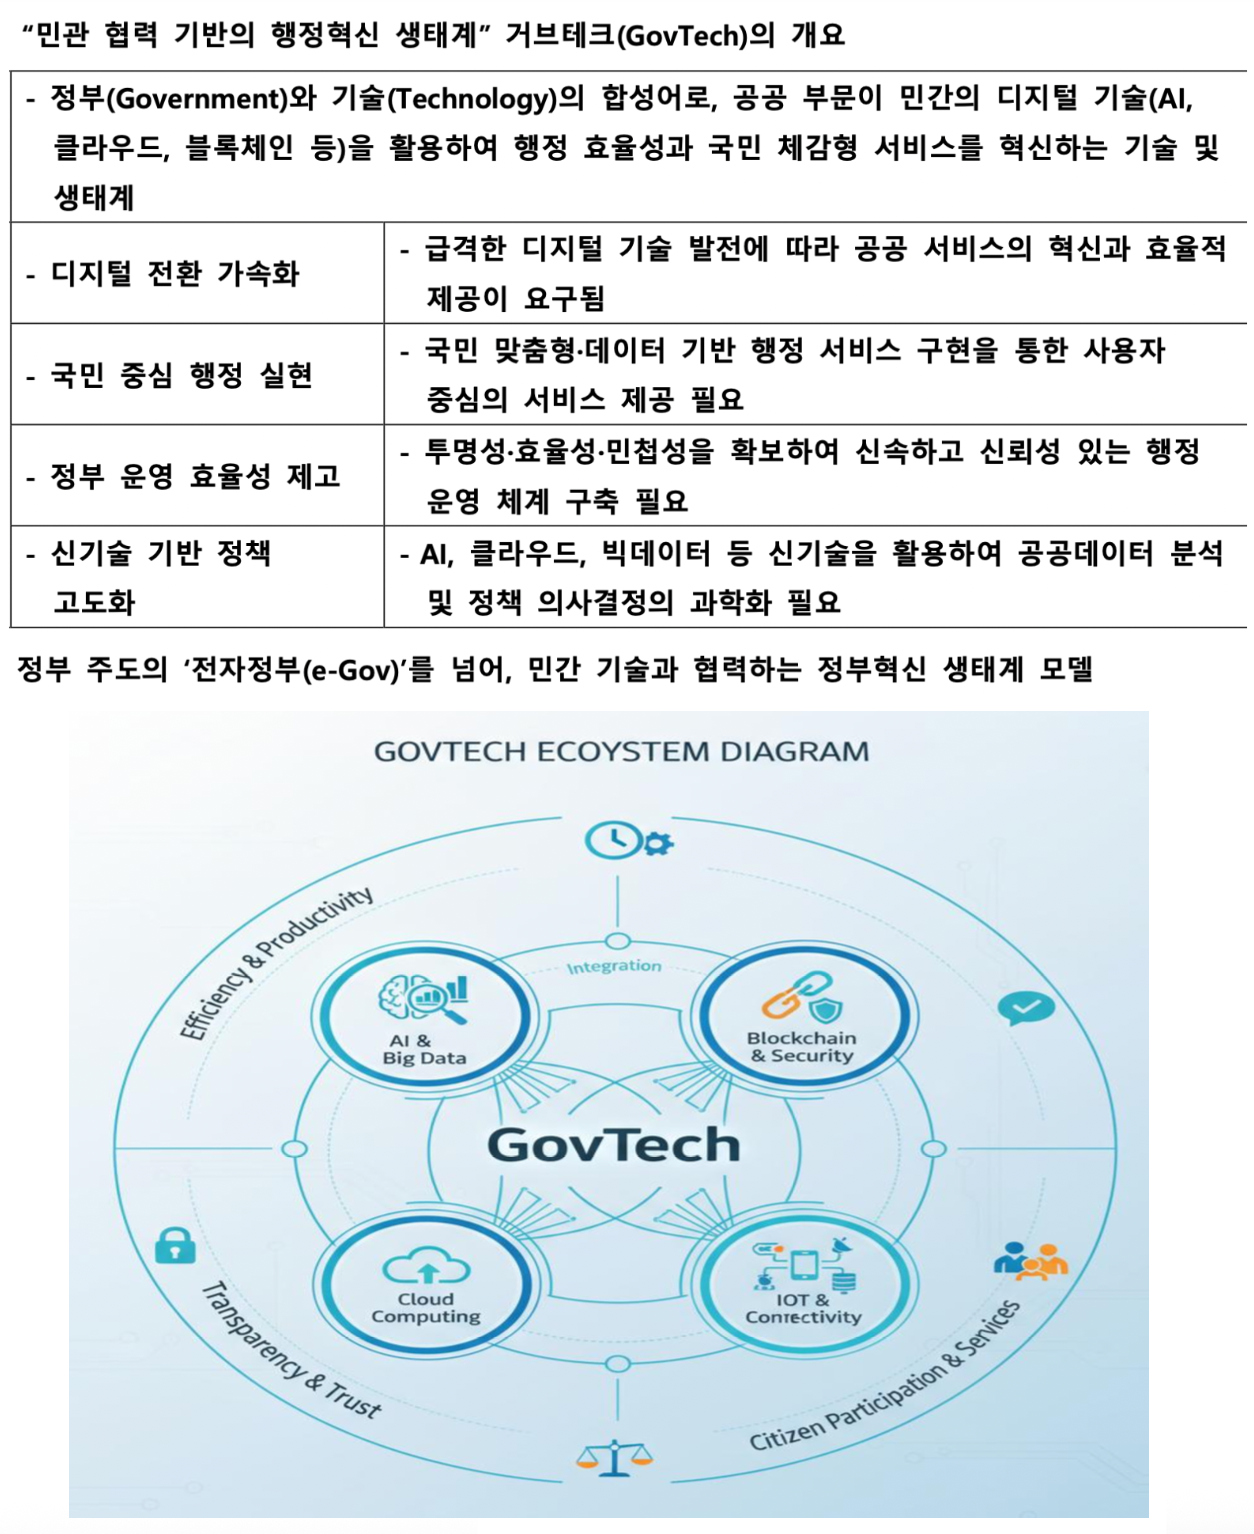 “민관 협력 기반의 행정혁신 생태계” 거브테크(GovTech)의 개요
- 정부(Government)와 기술(Technology)의 합성어로, 공공 부문이 민간의 디지털 기술(AI,
클라우드, 블록체인 등)을 활용하여 행정 효율성과 국민 체감형 서비스를 혁신하는 기술 및
생태계
- 디지털 전환 가속화
- 급격한 디지털 기술 발전에 따라 공공 서비스의 혁신과 효율적
제공이 요구됨
- 국민 중심 행정 실현
- 국민 맞춤형·데이터 기반 행정 서비스 구현을 통한 사용자
중심의 서비스 제공 필요
- 정부 운영 효율성 제고
- 투명성·효율성·민첩성을 확보하여 신속하고 신뢰성 있는 행정
운영 체계 구축 필요
- 신기술 기반 정책
고도화
- AI, 클라우드, 빅데이터 등 신기술을 활용하여 공공데이터 분석
및 정책 의사결정의 과학화 필요
정부 주도의 ‘전자정부(e-Gov)’를 넘어, 민간 기술과 협력하는 정부혁신 생태계 모델
GOVTECH ECOYSTEM DIAGRAM
Efficiency & Productivity
Integration
AI &
Big Data
Blockchain
& Security
GovTech
Cloud
Computing
IOT &
Connectivity
Transparency & Trust
Citizen Participation & Services